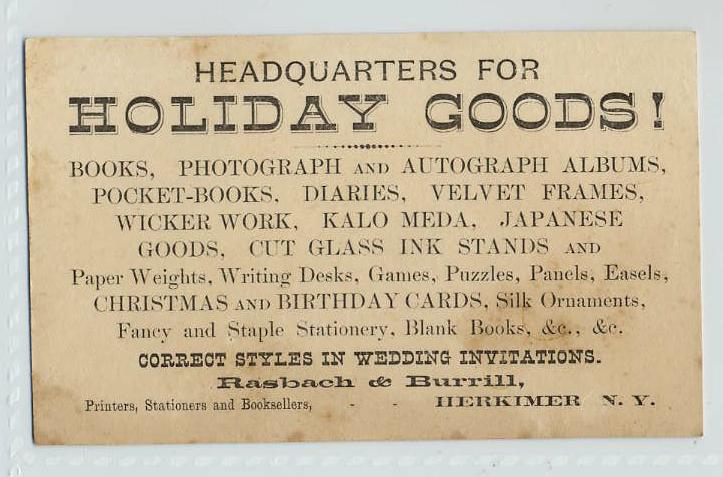 HEADQUARTERS FOR
HOLIDAY GOODS!
BOOKS, PHOTOGRAPH AND AUTOGRAPH ALBUMS,
POCKET-BOOKS, DIARIES, VELVET FRAMES,
WICKER WORK, KALO MEDA, JAPANESE
GOODS, CUT GLASS INK STANDS AND
Paper Weights, Writing Desks, Games, Puzzles, Panels, Easels,
CHRISTMAS AND BIRTHDAY CARDS, Silk Ornaments,
Fancy and Staple Stationery, Blank Books, &c., &c.
CORRECT STYLES IN WEDDING INVITATIONS.
Rasbach & Burrill,
Printers, Stationers and Booksellers, - - HERKIMER N. Y.